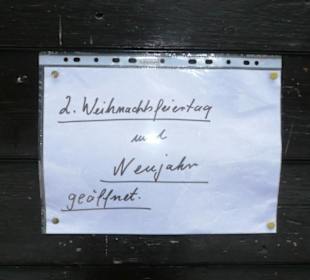 2. Weihnachtsfeiertag
und
Neujahr
geöffnet.